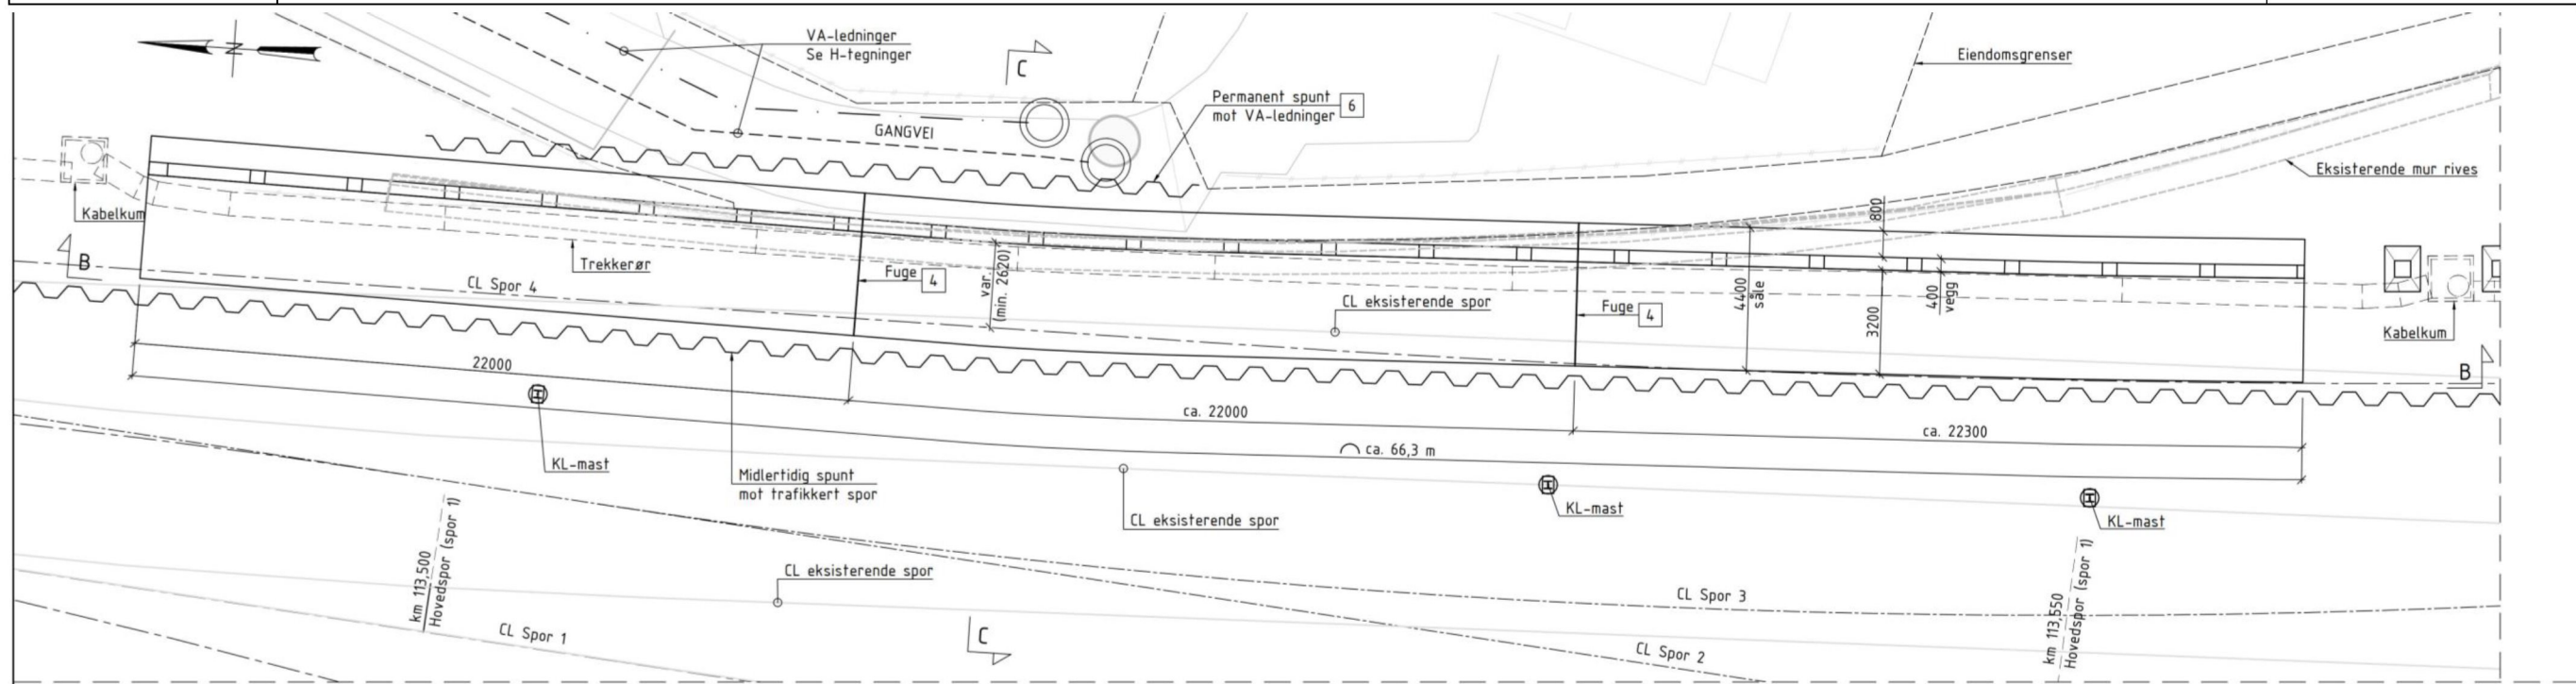 N
VA-ledninger
Se H-tegninger
C
Eiendomsgrenser
Permanent spunt
mot VA-ledninger
6
GANGVEI
Eksisterende mur rives
Kabelkum
B
Trekkerør
CL Spor 4
Fuge
4
var.
(min. 2620)
CL eksisterende spor
Fuge
4
4400
såle
800
3200
400
vegg
Kabelkum
B
22000
ca. 22000
ca. 22300
ca. 66,3 m
KL-mast
Midlertidig spunt
mot trafikkert spor
CL eksisterende spor
KL-mast
KL-mast
km 113,500
Hovedspor (spor 1)
CL eksisterende spor
CL Spor 3
km 113,550
Hovedspor (spor 1)
CL Spor 1
C
CL Spor 2